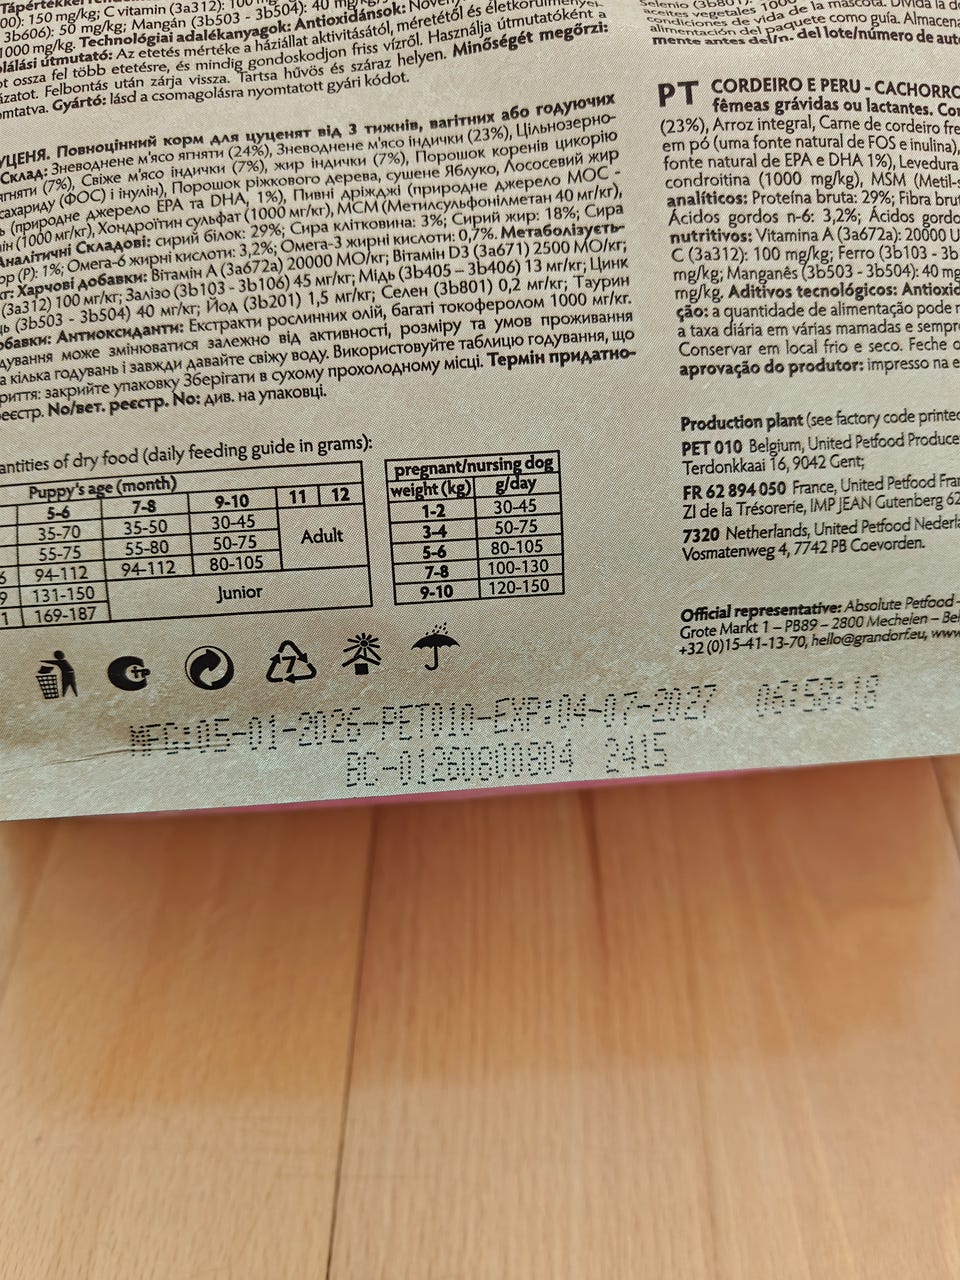 00): 150 mg/kg; C vitamin (3a312): 100
3b606): 50 mg/kg; Mangán (3b503 - 3b504): 40 mg/kg;
1000 mg/kg. Technológiai adalékanyagok: Antioxidánsok:
olálási útmutató: Az etetés mértéke a háziállat aktivitásától, méretétől és életkörülményei-
ot ossza fel több etetésre, és mindig gondoskodjon friss vízről. Használja útmutatóként a
ázatot. Felbontás után zárja vissza. Tartsa hűvös és száraz helyen. Minőségét megőrzi:
omtatva. Gyártó: lásd a csomagolásra nyomtatott gyári kódot.
УЦЕНЯ. Повноцінний корм для цуценят від 3 тижнів, вагітних або годуючих
Склад: Зневоднене м'ясо ягняти (24%), Зневоднене м'ясо індички (23%), Цільнозерно-
ягняти (7%), Свіже м'ясо індички (7%), жир індички (7%), Порошок коренів цикорію
сахариду (ФОС) і інулін), Порошок ріжкового дерева, сушене Яблуко, Лососевий жир
ь (природне джерело EPA та DHA, 1%), Пивні дріжджі (природне джерело МОС -
ін (1000 мг/кг), Хондроїтин сульфат (1000 мг/кг), МСМ (Метилсульфонілметан 40 мг/кг),
Аналітичні Складові: сирий білок: 29%; Сира клітковина: 3%; Сирий жир: 18%; Сира
ор (P): 1%; Омега-6 жирні кислоти: 3,2%; Омега-3 жирні кислоти: 0,7%. Метаболізуєть-
кг: Харчові добавки: Вітамін А (3a672a) 20000 МО/кг; Вітамін D3 (3a671) 2500 МО/кг;
(3a312) 100 мг/кг; Залізо (3b103 - 3b106) 45 мг/кг; Мідь (3b405 – 3b406) 13 мг/кг; Цинк
ь (3b503 - 3b504) 40 мг/кг; Йод (3b201) 1,5 мг/кг; Селен (3b801) 0,2 мг/кг; Таурин
обавки: Антиоксиданти: Екстракти рослинних олій, багаті токоферолом 1000 мг/кг.
дування може змінюватися залежно від активності, розміру та умов проживання
а кілька годувань і завжди давайте свіжу воду. Використовуйте таблицю годування, що
риття: закрийте упаковку Зберігати в сухому прохолодному місці. Термін придатно-
реєстр. No/вет. реєстр. No: див. на упаковці.
antities of dry food (daily feeding guide in grams):
Puppy's age (month)
5-6 7-8 9-10 11 12
35-70 35-50 30-45 Adult
55-75 55-80 50-75
6 94-112 94-112 80-105
9 131-150 Junior
1 169-187
pregnant/nursing dog
weight (kg) g/day
1-2 30-45
3-4 50-75
5-6 80-105
7-8 100-130
9-10 120-150
7
MFG:05-01-2026-PET010-EXP:04-07-2027 06:58:18
BC-01260800804 2415
aceites vegetales 1000
condiciones de vida de la mascota. Divida la
alimentación del paquete como guía. Almacena
mente antes del/n. del lote/número de aut
PT CORDEIRO E PERU - CACHORRO
fêmeas grávidas ou lactantes. Co
(23%), Arroz integral, Carne de cordeiro fre
em pó (uma fonte natural de FOS e inulina),
fonte natural de EPA e DHA 1%), Levedura
condroitina (1000 mg/kg), MSM (Metil-s
analíticos: Proteína bruta: 29%; Fibra brut
Ácidos gordos n-6: 3,2%; Ácidos gordo
nutritivos: Vitamina A (3a672a): 20000 U
C (3a312): 100 mg/kg; Ferro (3b103 - 3b
mg/kg; Manganês (3b503 - 3b504): 40 mg
mg/kg. Aditivos tecnológicos: Antioxid
ção: a quantidade de alimentação pode
a taxa diária em várias mamadas e sempr
Conservar em local frio e seco. Feche o
aprovação do produtor: impresso na e
Production plant (see factory code printed
PET 010 Belgium, United Petfood Produce
Terdonkkaai 16, 9042 Gent;
FR 62 894 050 France, United Petfood Fran
ZI de la Trésorerie, IMP JEAN Gutenberg 62
7320 Netherlands, United Petfood Nederla
Vosmatenweg 4, 7742 PB Coevorden.
Official representative: Absolute Petfood -
Grote Markt 1 – PB89 – 2800 Mechelen – Bel
+32 (0)15-41-13-70, hello@grandorf.eu, www